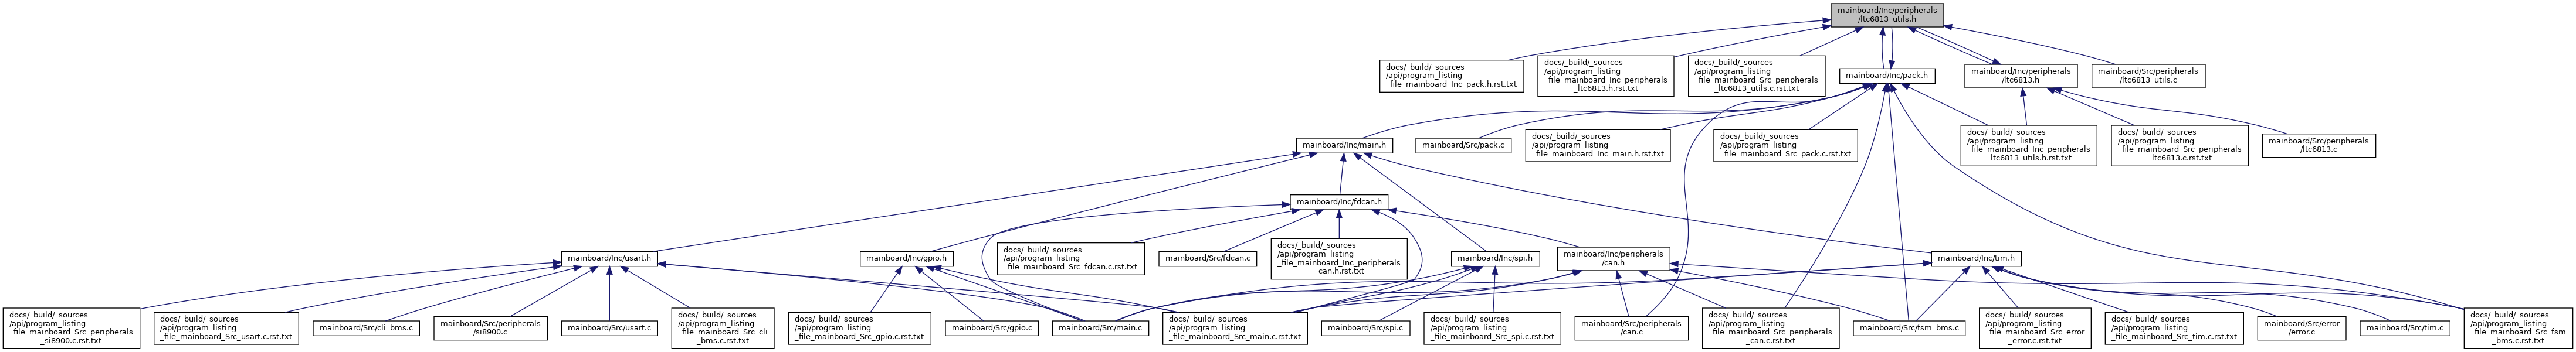 mainboard/Inc/peripherals
/ltc6813_utils.h
docs/_build/_sources
/api/program_listing
_file_mainboard_Inc_pack.h.rst.txt
docs/_build/_sources
/api/program_listing
_file_mainboard_Inc_peripherals
_ltc6813.h.rst.txt
docs/_build/_sources
/api/program_listing
_file_mainboard_Src_peripherals
_ltc6813_utils.c.rst.txt
mainboard/Inc/pack.h
mainboard/Inc/peripherals
/ltc6813.h
mainboard/Src/peripherals
/ltc6813_utils.c
mainboard/Inc/main.h
mainboard/Src/pack.c
docs/_build/_sources
/api/program_listing
_file_mainboard_Inc_main.h.rst.txt
docs/_build/_sources
/api/program_listing
_file_mainboard_Src_pack.c.rst.txt
docs/_build/_sources
/api/program_listing
_file_mainboard_Inc_peripherals
_ltc6813_utils.h.rst.txt
docs/_build/_sources
/api/program_listing
_file_mainboard_Src_peripherals
_ltc6813.c.rst.txt
mainboard/Src/peripherals
/ltc6813.c
mainboard/Inc/fdcan.h
mainboard/Inc/usart.h
mainboard/Inc/gpio.h
docs/_build/_sources
/api/program_listing
_file_mainboard_Src_fdcan.c.rst.txt
mainboard/Src/fdcan.c
docs/_build/_sources
/api/program_listing
_file_mainboard_Inc_peripherals
_can.h.rst.txt
mainboard/Inc/spi.h
mainboard/Inc/peripherals
/can.h
mainboard/Inc/tim.h
docs/_build/_sources
/api/program_listing
_file_mainboard_Src_peripherals
_si8900.c.rst.txt
docs/_build/_sources
/api/program_listing
_file_mainboard_Src_usart.c.rst.txt
mainboard/Src/cli_bms.c
mainboard/Src/peripherals
/si8900.c
mainboard/Src/usart.c
docs/_build/_sources
/api/program_listing
_file_mainboard_Src_cli
_bms.c.rst.txt
docs/_build/_sources
/api/program_listing
_file_mainboard_Src_gpio.c.rst.txt
mainboard/Src/gpio.c
mainboard/Src/main.c
docs/_build/_sources
/api/program_listing
_file_mainboard_Src_main.c.rst.txt
mainboard/Src/spi.c
docs/_build/_sources
/api/program_listing
_file_mainboard_Src_spi.c.rst.txt
mainboard/Src/peripherals
/can.c
docs/_build/_sources
/api/program_listing
_file_mainboard_Src_peripherals
_can.c.rst.txt
mainboard/Src/fsm_bms.c
docs/_build/_sources
/api/program_listing
_file_mainboard_Src_error
_error.c.rst.txt
docs/_build/_sources
/api/program_listing
_file_mainboard_Src_tim.c.rst.txt
mainboard/Src/error
/error.c
mainboard/Src/tim.c
docs/_build/_sources
/api/program_listing
_file_mainboard_Src_fsm
_bms.c.rst.txt